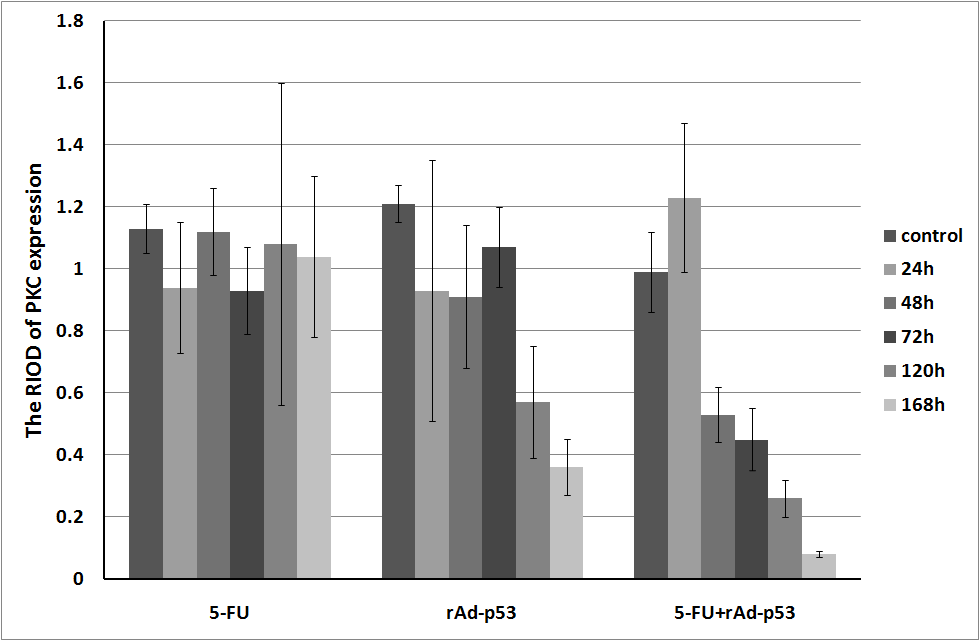 The RIOD of PKC expression
1.8
1.6
1.4
1.2
1
0.8
0.6
0.4
0.2
0
5-FU
rAd-p53
5-FU+rAd-p53
control
24h
48h
72h
120h
168h